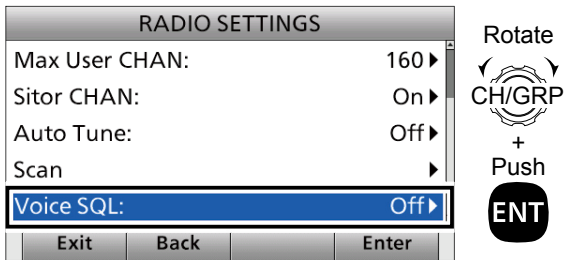 RADIO SETTINGS
Max User CHAN: 160
Sitor CHAN: On
Auto Tune: Off
Scan
Voice SQL: Off
Exit Back Enter
Rotate
CH/GRP
+
Push
ENT